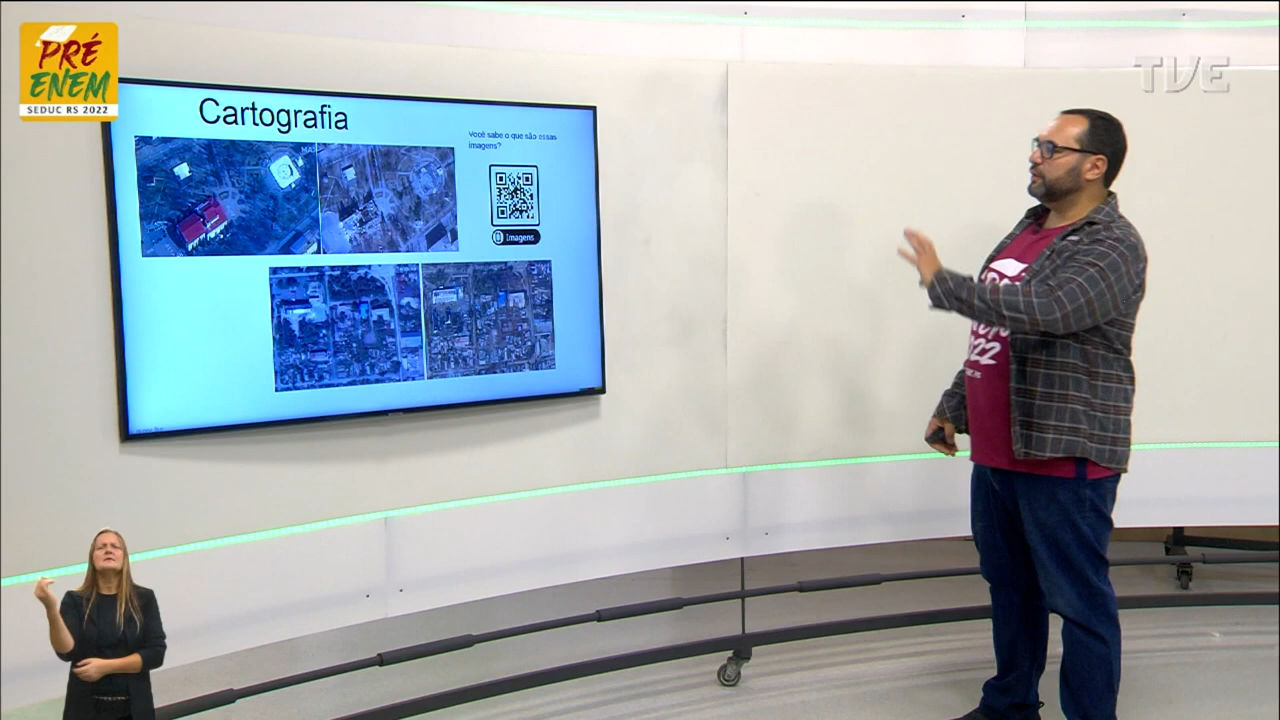 PRÉ
ENEM
SEDUC RS 2022
TVE
Cartografia
Você sabe o que são essas
imagens?
Imagens
2022